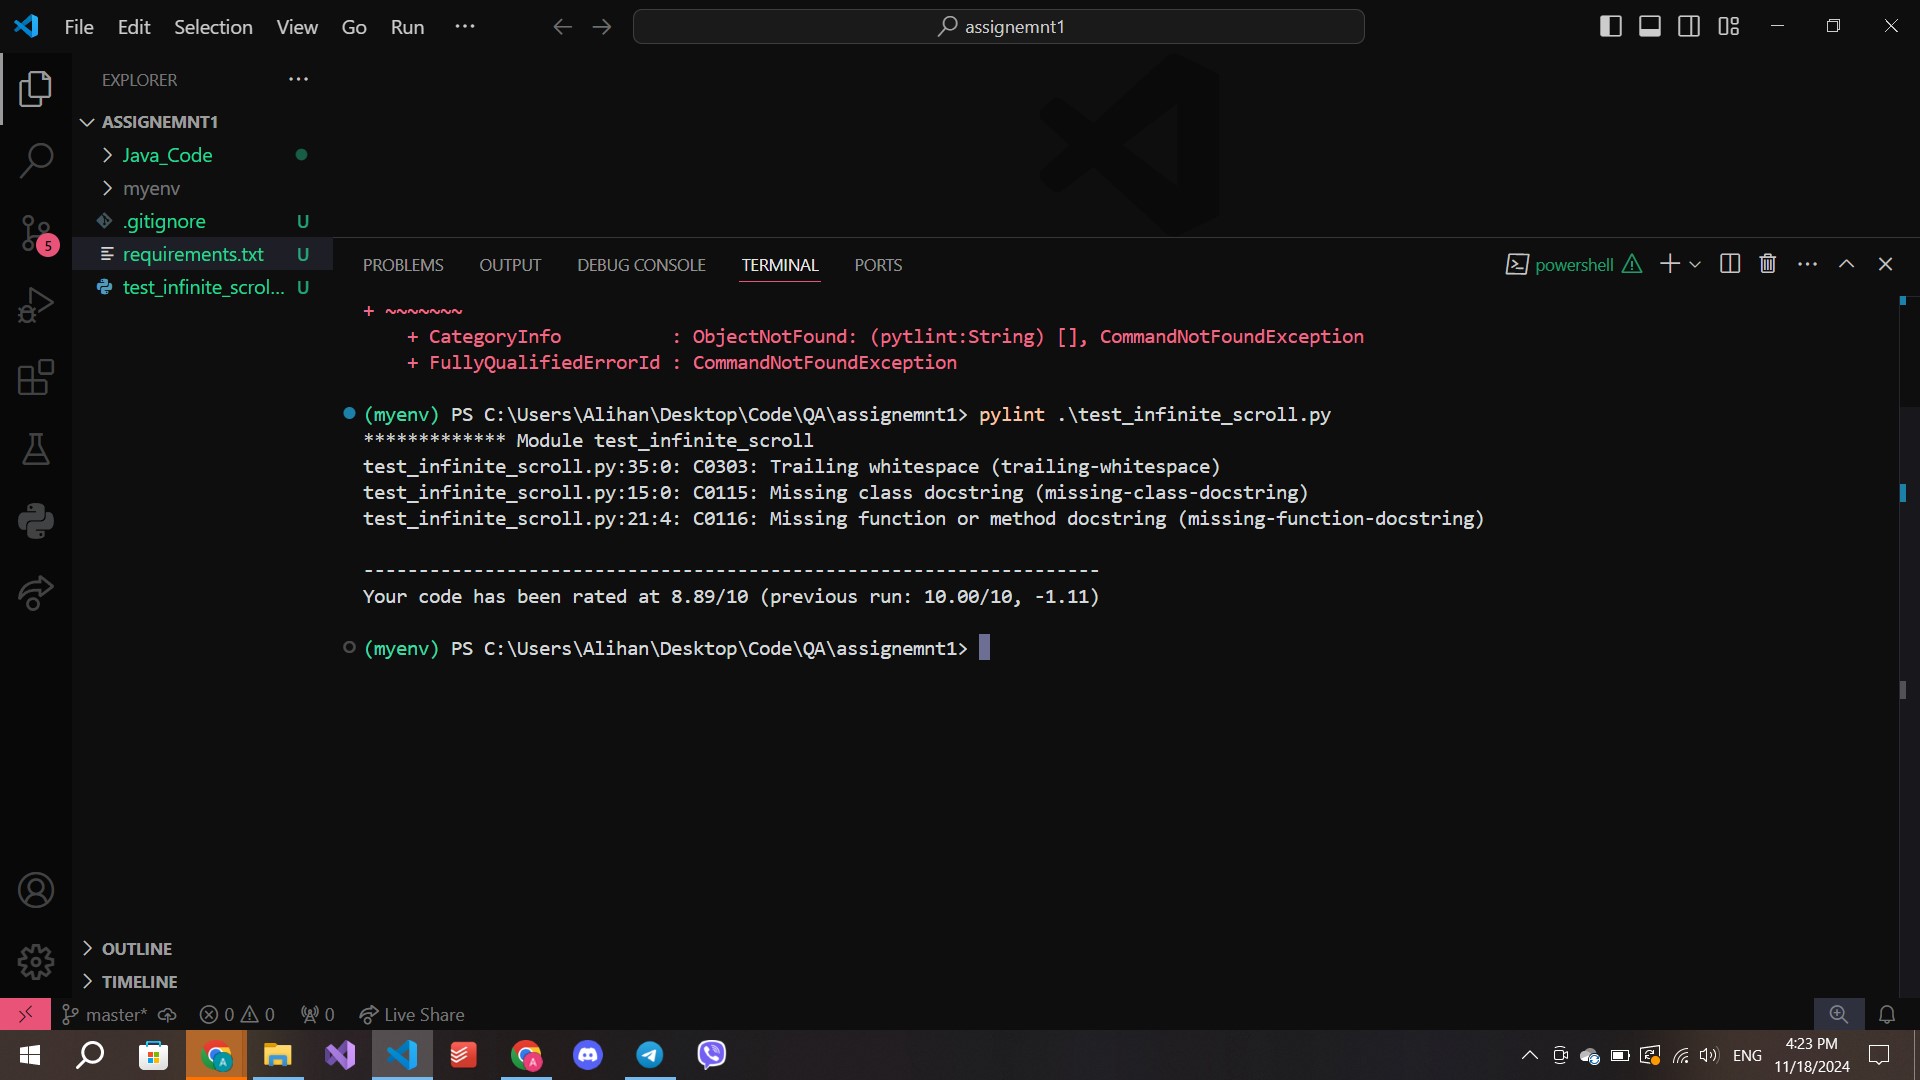 File Edit Selection View Go Run ···
assignemnt1
EXPLORER ···
ASSIGNEMNT1
Java_Code
myenv
.gitignore U
5
requirements.txt U
test_infinite_scrol... U
PROBLEMS OUTPUT DEBUG CONSOLE TERMINAL PORTS
powershell
+ ~~~~~~~
+ CategoryInfo : ObjectNotFound: (pytlint:String) [], CommandNotFoundException
+ FullyQualifiedErrorId : CommandNotFoundException
(myenv) PS C:\Users\Alihan\Desktop\Code\QA\assignemnt1> pylint .\test_infinite_scroll.py
************* Module test_infinite_scroll
test_infinite_scroll.py:35:0: C0303: Trailing whitespace (trailing-whitespace)
test_infinite_scroll.py:15:0: C0115: Missing class docstring (missing-class-docstring)
test_infinite_scroll.py:21:4: C0116: Missing function or method docstring (missing-function-docstring)
-------------------------------------------------------------------
Your code has been rated at 8.89/10 (previous run: 10.00/10, -1.11)
(myenv) PS C:\Users\Alihan\Desktop\Code\QA\assignemnt1>
OUTLINE
TIMELINE
master* 0 0 0 Live Share
ENG
4:23 PM
11/18/2024